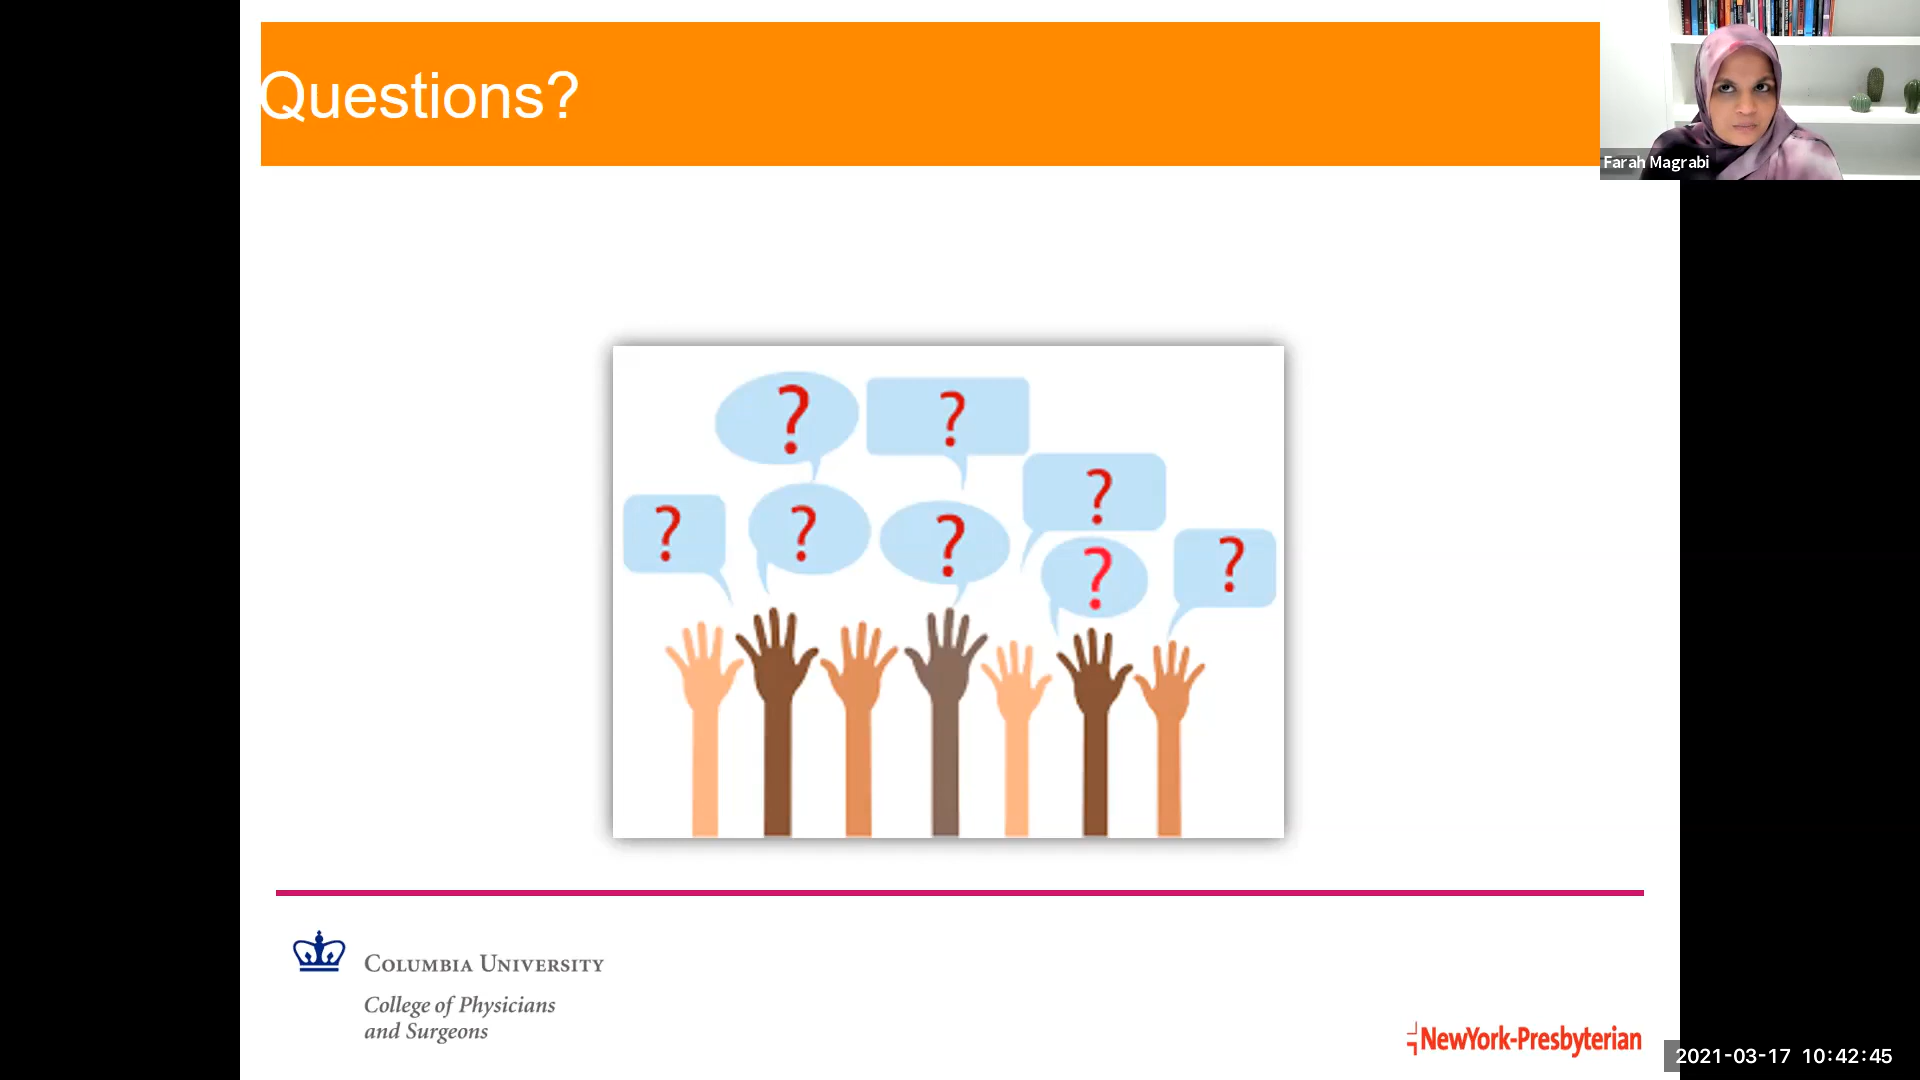 Questions?
Farah Magrabi
?
?
?
?
?
?
?
?
COLUMBIA UNIVERSITY
College of Physicians
and Surgeons
NewYork-Presbyterian
2021-03-17 10:42:45